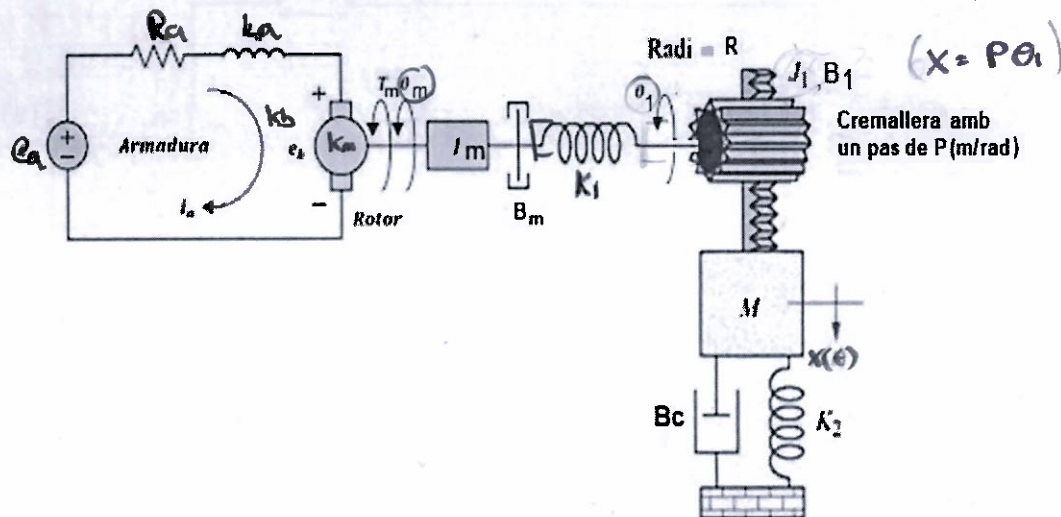 Ra
La
ea
Armadura
ia
kb
+
eb
km
−
Rotor
Tm θm
Jm
Bm
K1
θ1
Radi = R
J1, B1
(x = Pθ1)
Cremallera amb
un pas de P(m/rad)
M
x(t)
Bc
K2